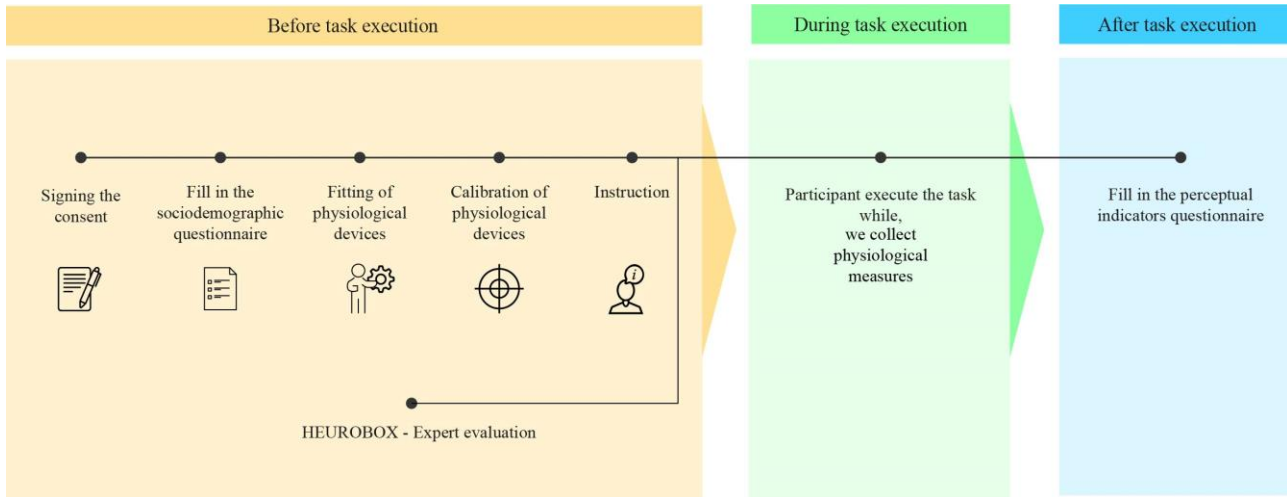 Before task execution
During task execution
After task execution
Signing the
consent
Fill in the
sociodemographic
questionnaire
Fitting of
physiological
devices
Calibration of
physiological
devices
Instruction
i
Participant execute the task
while,
we collect
physiological
measures
Fill in the perceptual
indicators questionnaire
HEUROBOX - Expert evaluation